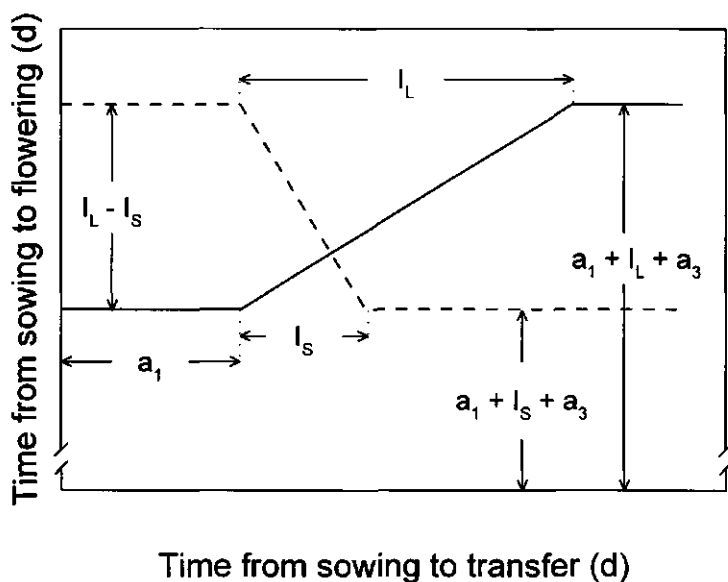 Time from sowing to flowering (d)
I_L
I_L - I_S
a_1 + I_L + a_3
I_S
a_1
a_1 + I_S + a_3
Time from sowing to transfer (d)